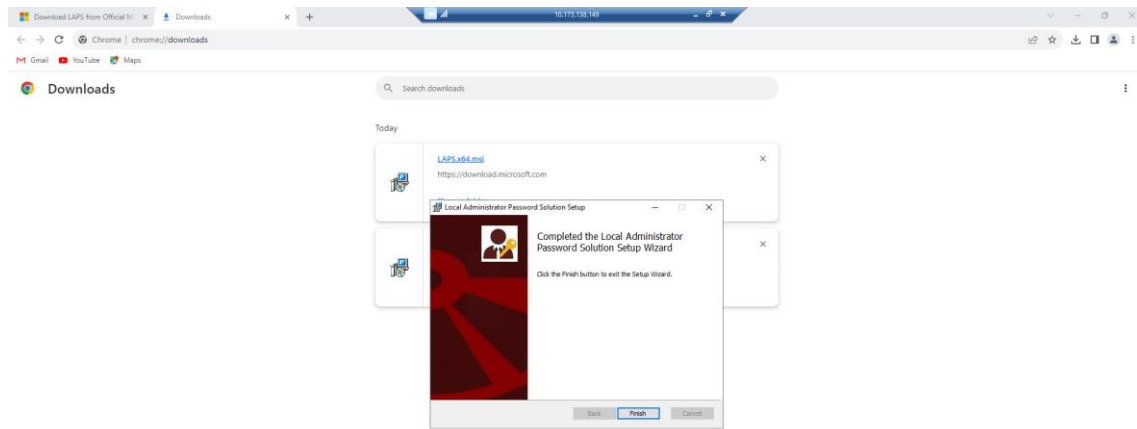 Download LAPS from Official M
Downloads
10.173.138.149
Chrome | chrome://downloads
Gmail
YouTube
Maps
Downloads
Search downloads
Today
LAPS.x64.msi
https://download.microsoft.com
Local Administrator Password Solution Setup
Completed the Local Administrator
Password Solution Setup Wizard
Click the Finish button to exit the Setup Wizard.
Back
Finish
Cancel